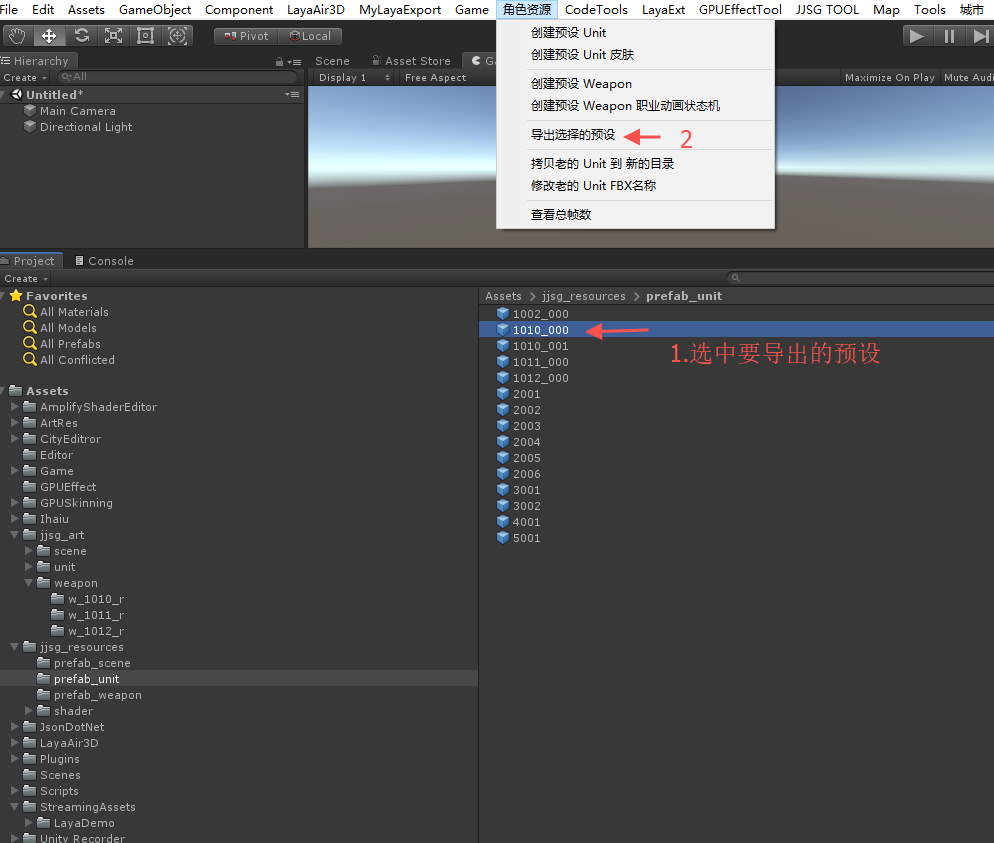 File Edit Assets GameObject Component LayaAir3D MyLayaExport Game 角色资源 CodeTools LayaExt GPUEffectTool JJSG TOOL Map Tools 城市
Pivot Local
创建预设 Unit
创建预设 Unit 皮肤
创建预设 Weapon
创建预设 Weapon 职业动画状态机
导出选择的预设
2
拷贝老的 Unit 到 新的目录
修改老的 Unit FBX名称
查看总帧数
Hierarchy
Create All
Untitled*
Main Camera
Directional Light
Scene Asset Store
Display 1 Free Aspect Maximize On Play Mute Audi
Project Console
Create
Favorites
All Materials
All Models
All Prefabs
All Conflicted
Assets
AmplifyShaderEditor
ArtRes
CityEditror
Editor
Game
GPUEffect
GPUSkinning
Ihaiu
jjsg_art
scene
unit
weapon
w_1010_r
w_1011_r
w_1012_r
jjsg_resources
prefab_scene
prefab_unit
prefab_weapon
shader
JsonDotNet
LayaAir3D
Plugins
Scenes
Scripts
StreamingAssets
LayaDemo
Unity Recorder
Assets jjsg_resources prefab_unit
1002_000
1010_000
1010_001
1011_000
1012_000
2001
2002
2003
2004
2005
2006
3001
3002
4001
5001
1.选中要导出的预设